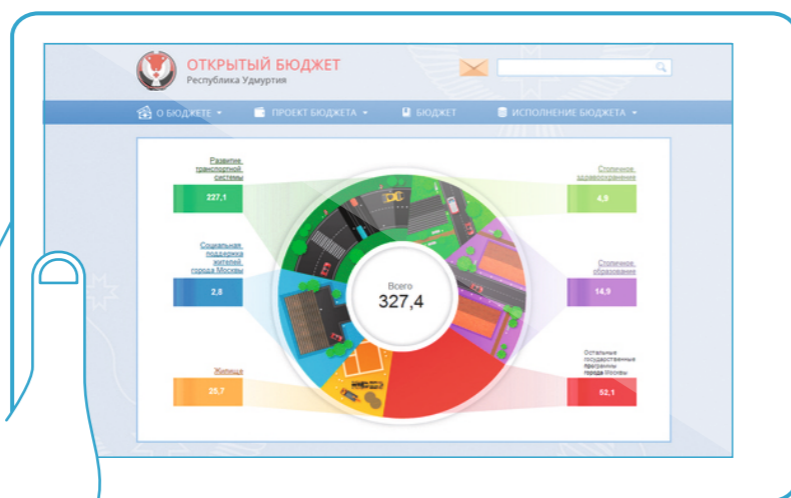 ОТКРЫТЫЙ БЮДЖЕТ
Республика Удмуртия
О БЮДЖЕТЕ
ПРОЕКТ БЮДЖЕТА
БЮДЖЕТ
ИСПОЛНЕНИЕ БЮДЖЕТА
Развитие
транспортной
системы
227,1
Социальная
поддержка
жителей
города Москвы
2,8
Жилище
25,7
Всего
327,4
Столичное
здравоохранение
4,9
Столичное
образование
14,9
Остальные
государственные
программы
города Москвы
52,1